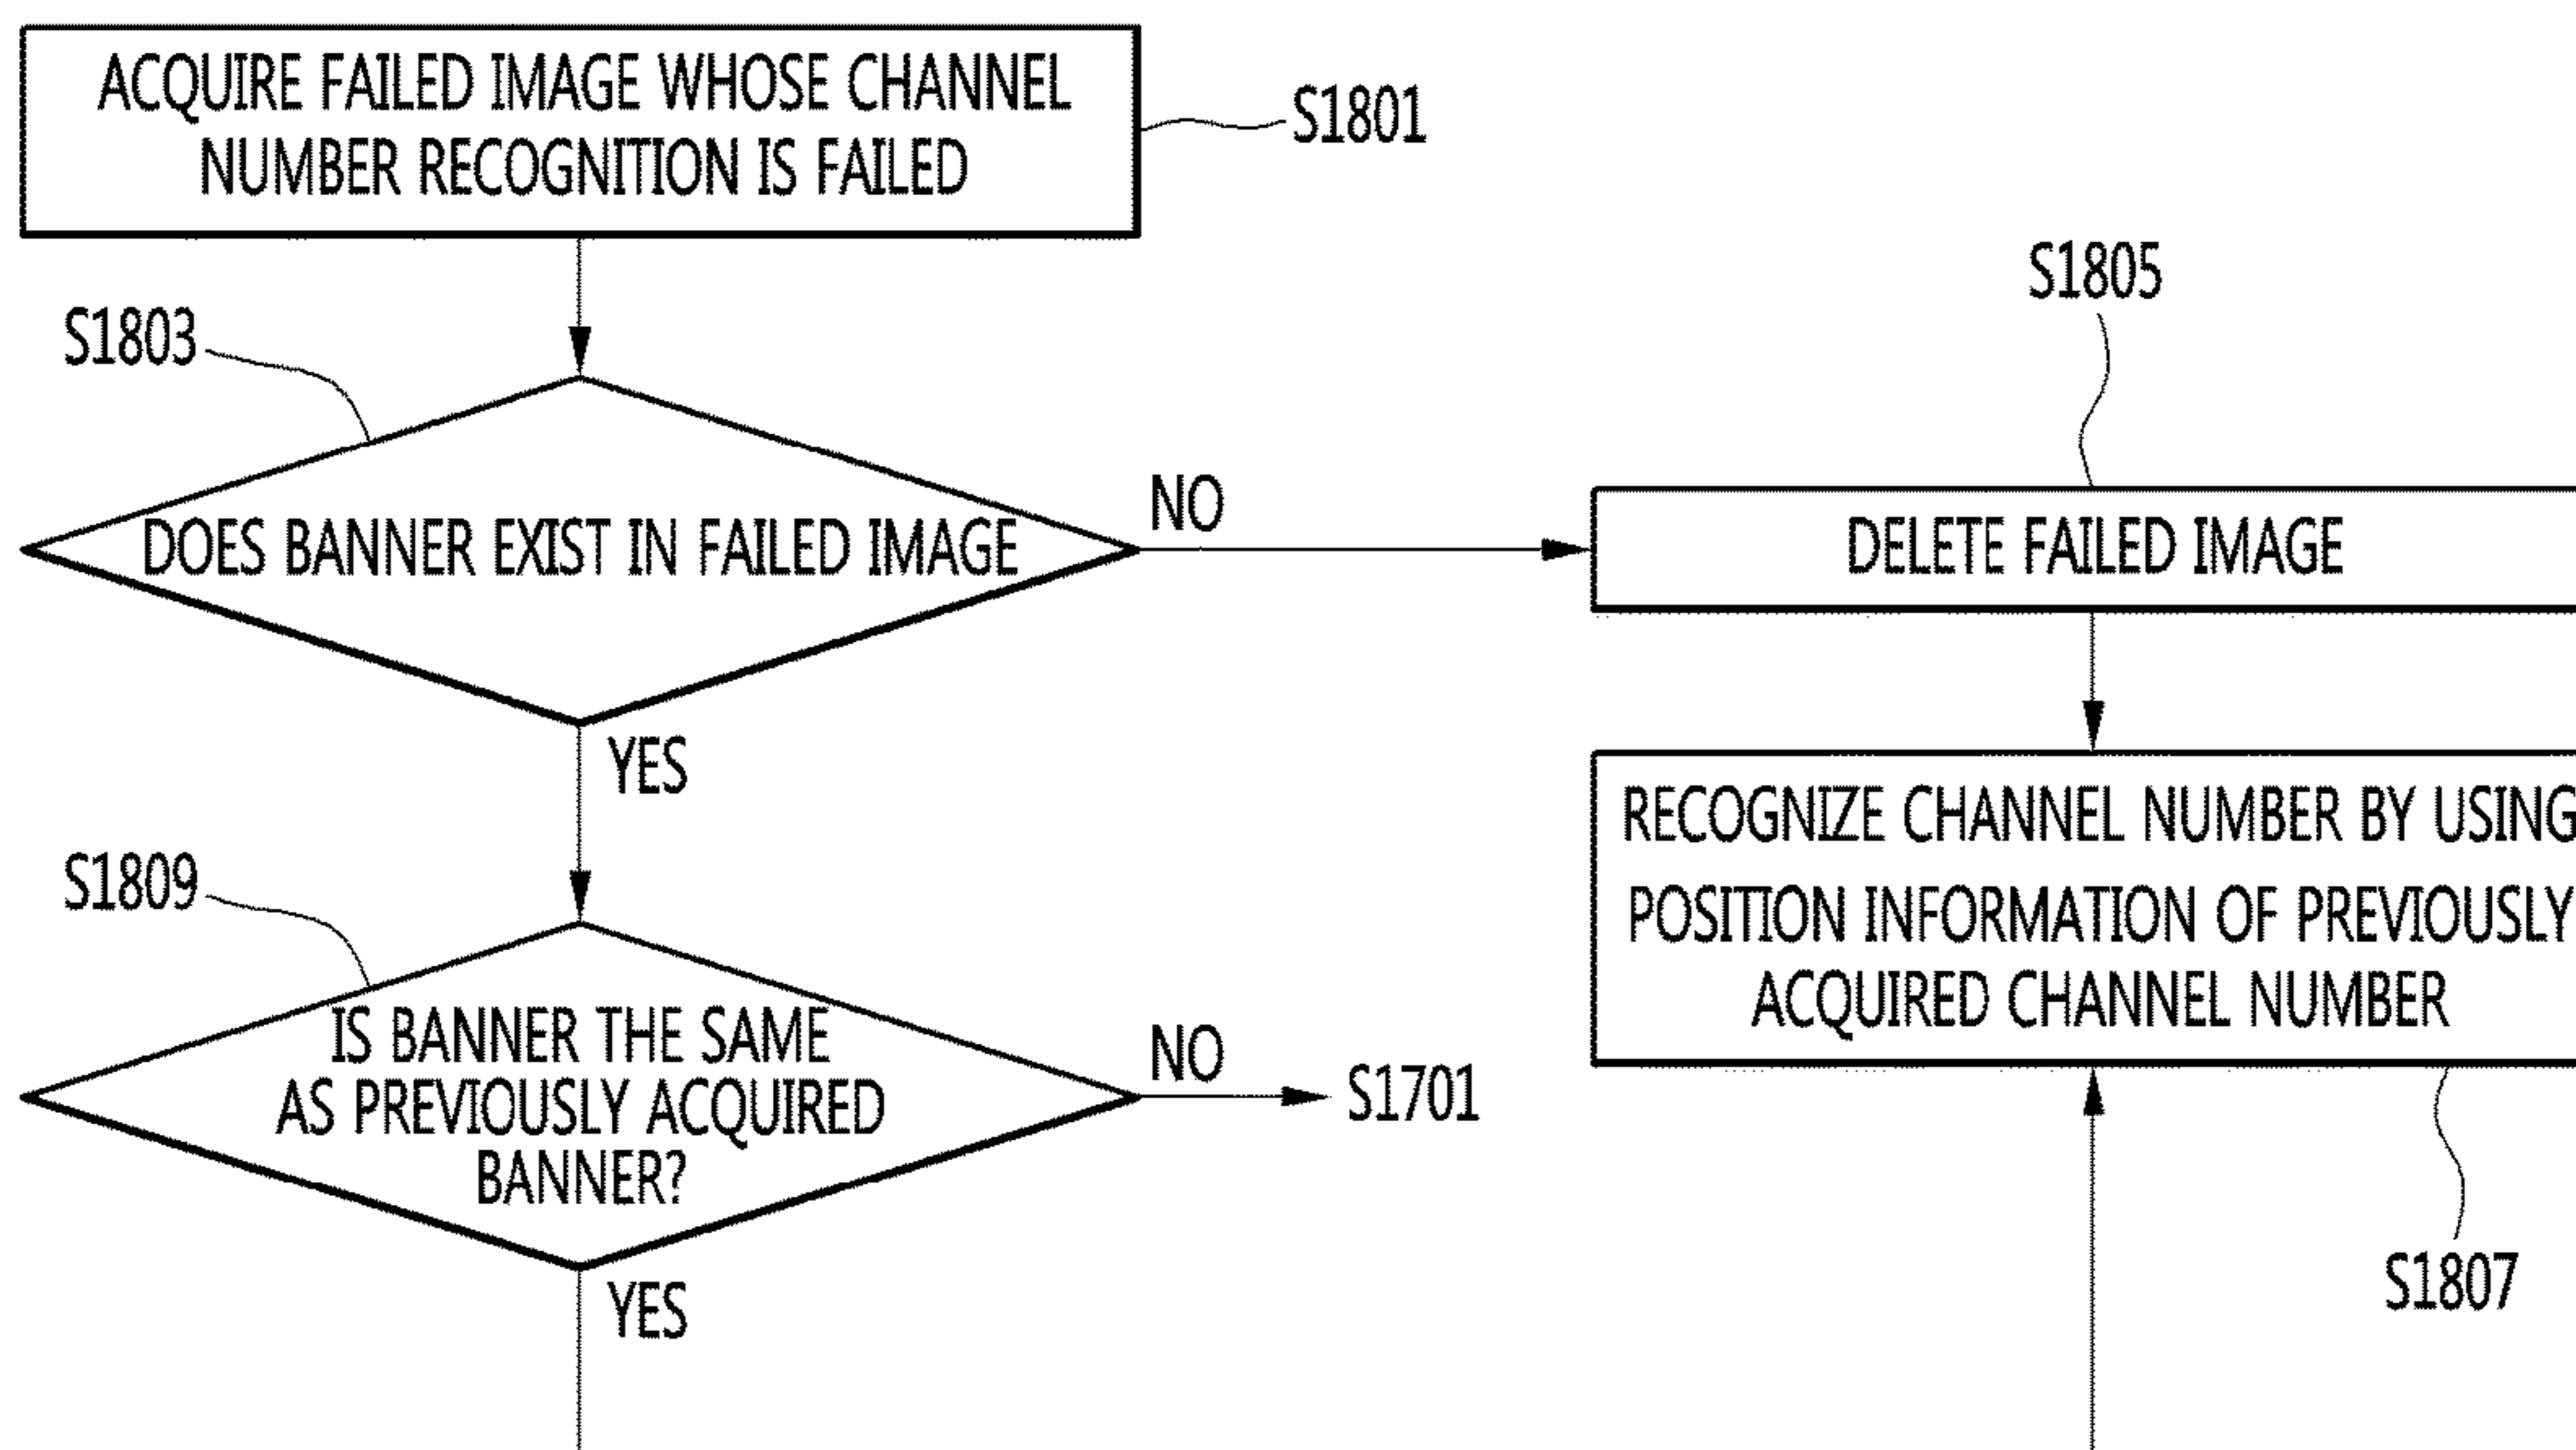 ACQUIRE FAILED IMAGE WHOSE CHANNEL
NUMBER RECOGNITION IS FAILED
S1801
S1803
DOES BANNER EXIST IN FAILED IMAGE
NO
S1805
DELETE FAILED IMAGE
YES
RECOGNIZE CHANNEL NUMBER BY USING
POSITION INFORMATION OF PREVIOUSLY
ACQUIRED CHANNEL NUMBER
S1807
S1809
IS BANNER THE SAME
AS PREVIOUSLY ACQUIRED
BANNER?
NO
S1701
YES